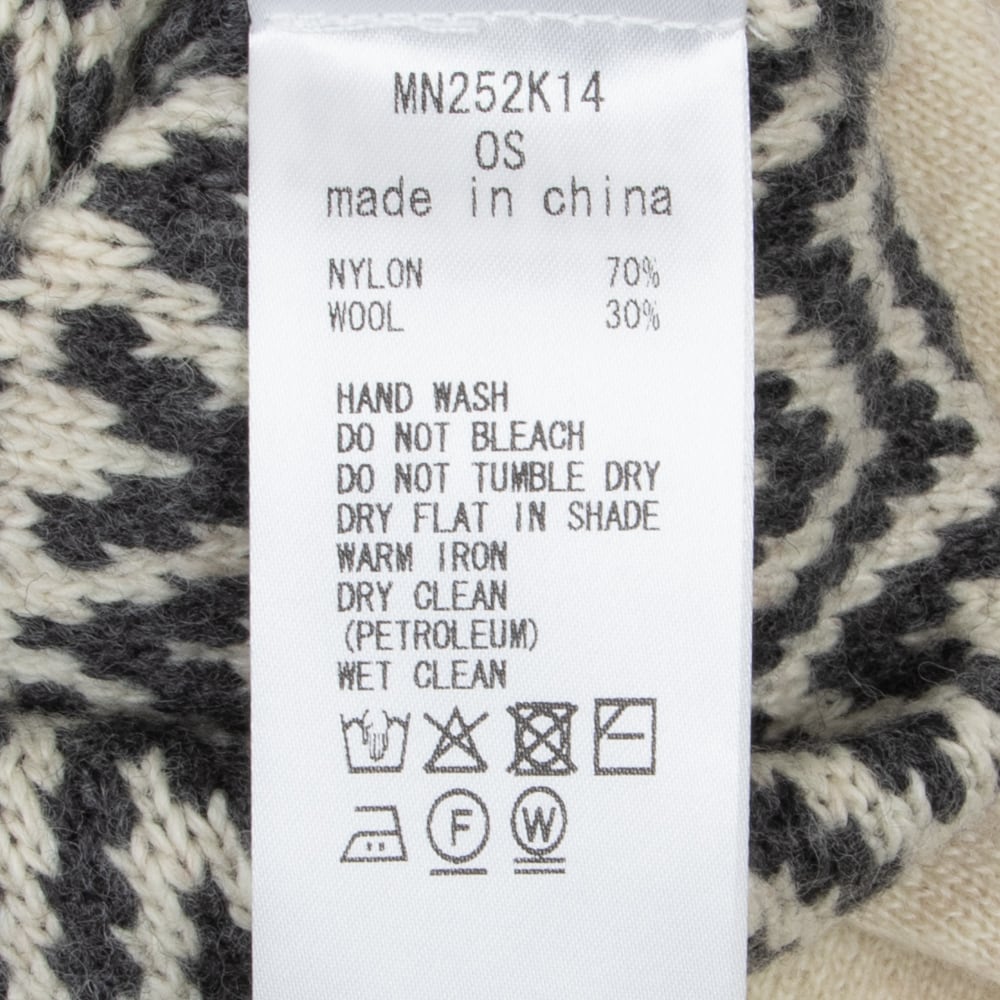 MN252K14
OS
made in china
NYLON 70%
WOOL 30%
HAND WASH
DO NOT BLEACH
DO NOT TUMBLE DRY
DRY FLAT IN SHADE
WARM IRON
DRY CLEAN
(PETROLEUM)
WET CLEAN
F W